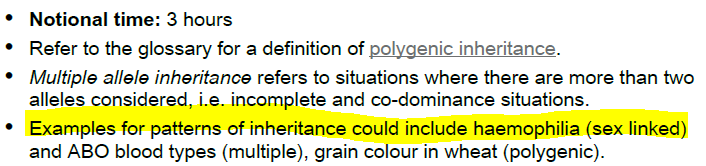 • Notional time: 3 hours
• Refer to the glossary for a definition of polygenic inheritance.
• Multiple allele inheritance refers to situations where there are more than two
alleles considered, i.e. incomplete and co-dominance situations.
• Examples for patterns of inheritance could include haemophilia (sex linked)
and ABO blood types (multiple), grain colour in wheat (polygenic).